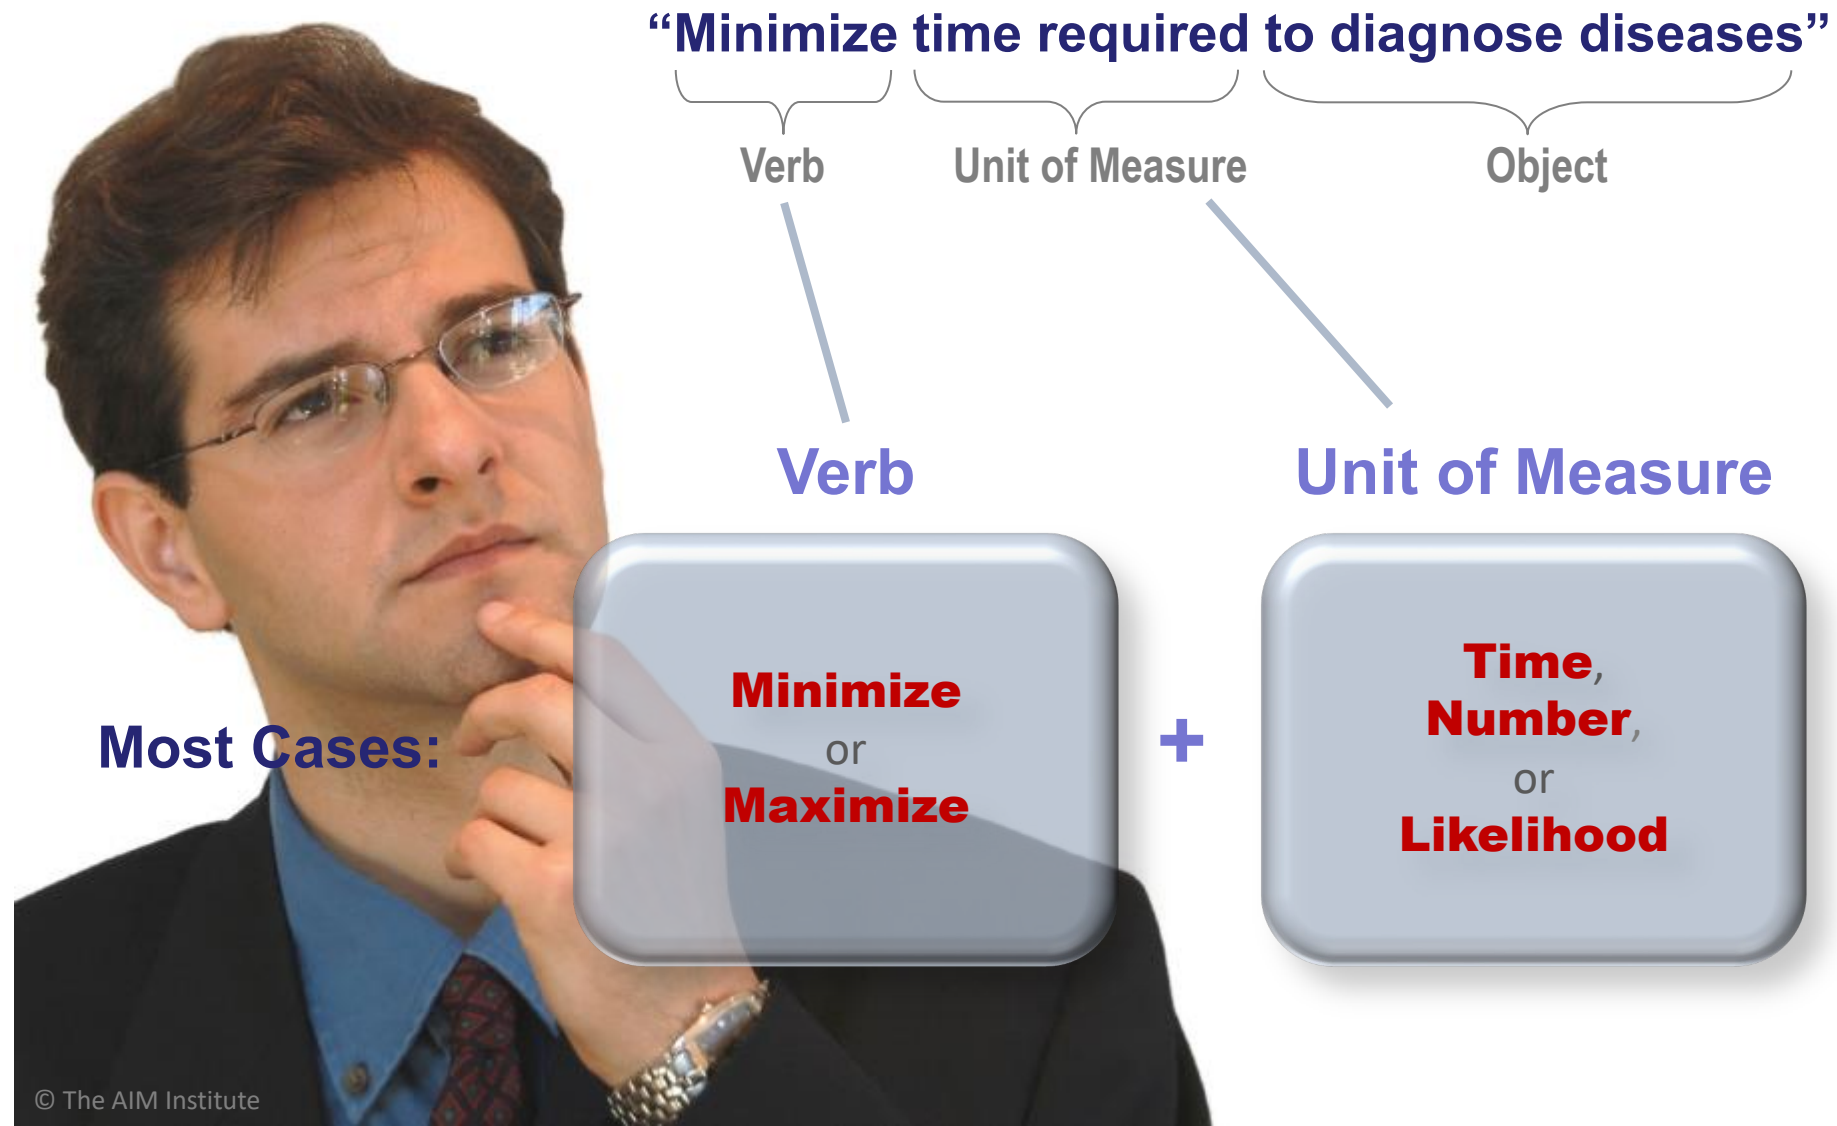 “Minimize time required to diagnose diseases”
Verb
Unit of Measure
Object
Verb
Unit of Measure
Most Cases:
Minimize
or
Maximize
+
Time,
Number,
or
Likelihood
© The AIM Institute